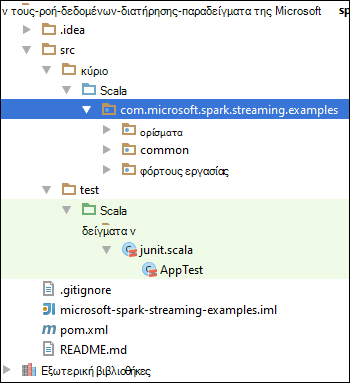 ν τους-ροή-δεδομένων-διατήρησης-παραδείγματα της Microsoft sp
.idea
src
κύριο
Scala
com.microsoft.spark.streaming.examples
ορίσματα
common
φόρτους εργασίας
test
Scala
δείγματα ν
junit.scala
AppTest
.gitignore
microsoft-spark-streaming-examples.iml
pom.xml
README.md
Εξωτερική βιβλιοθήκες